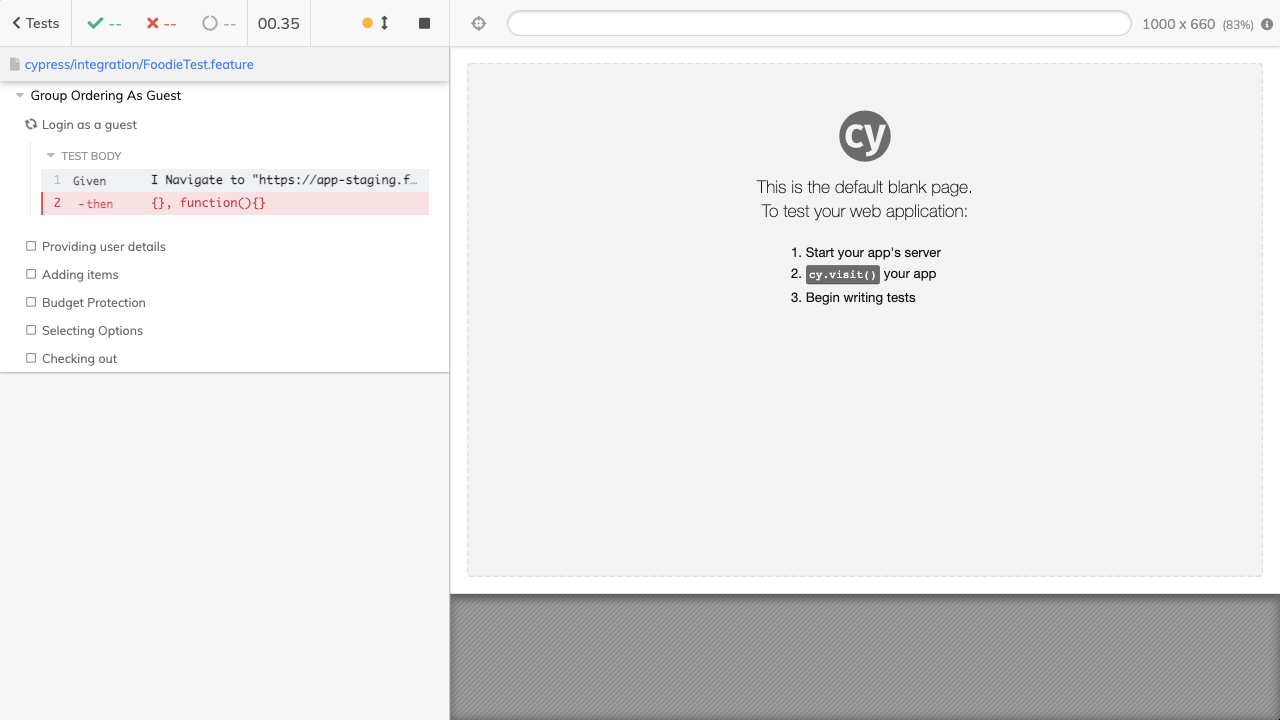 Tests -- -- -- 00.35
1000 x 660 (83%)
cypress/integration/FoodieTest.feature
Group Ordering As Guest
Login as a guest
TEST BODY
1 Given I Navigate to "https://app-staging.f…
2 -then {}, function(){}
Providing user details
Adding items
Budget Protection
Selecting Options
Checking out
cy
This is the default blank page.
To test your web application:
1. Start your app's server
2. cy.visit() your app
3. Begin writing tests